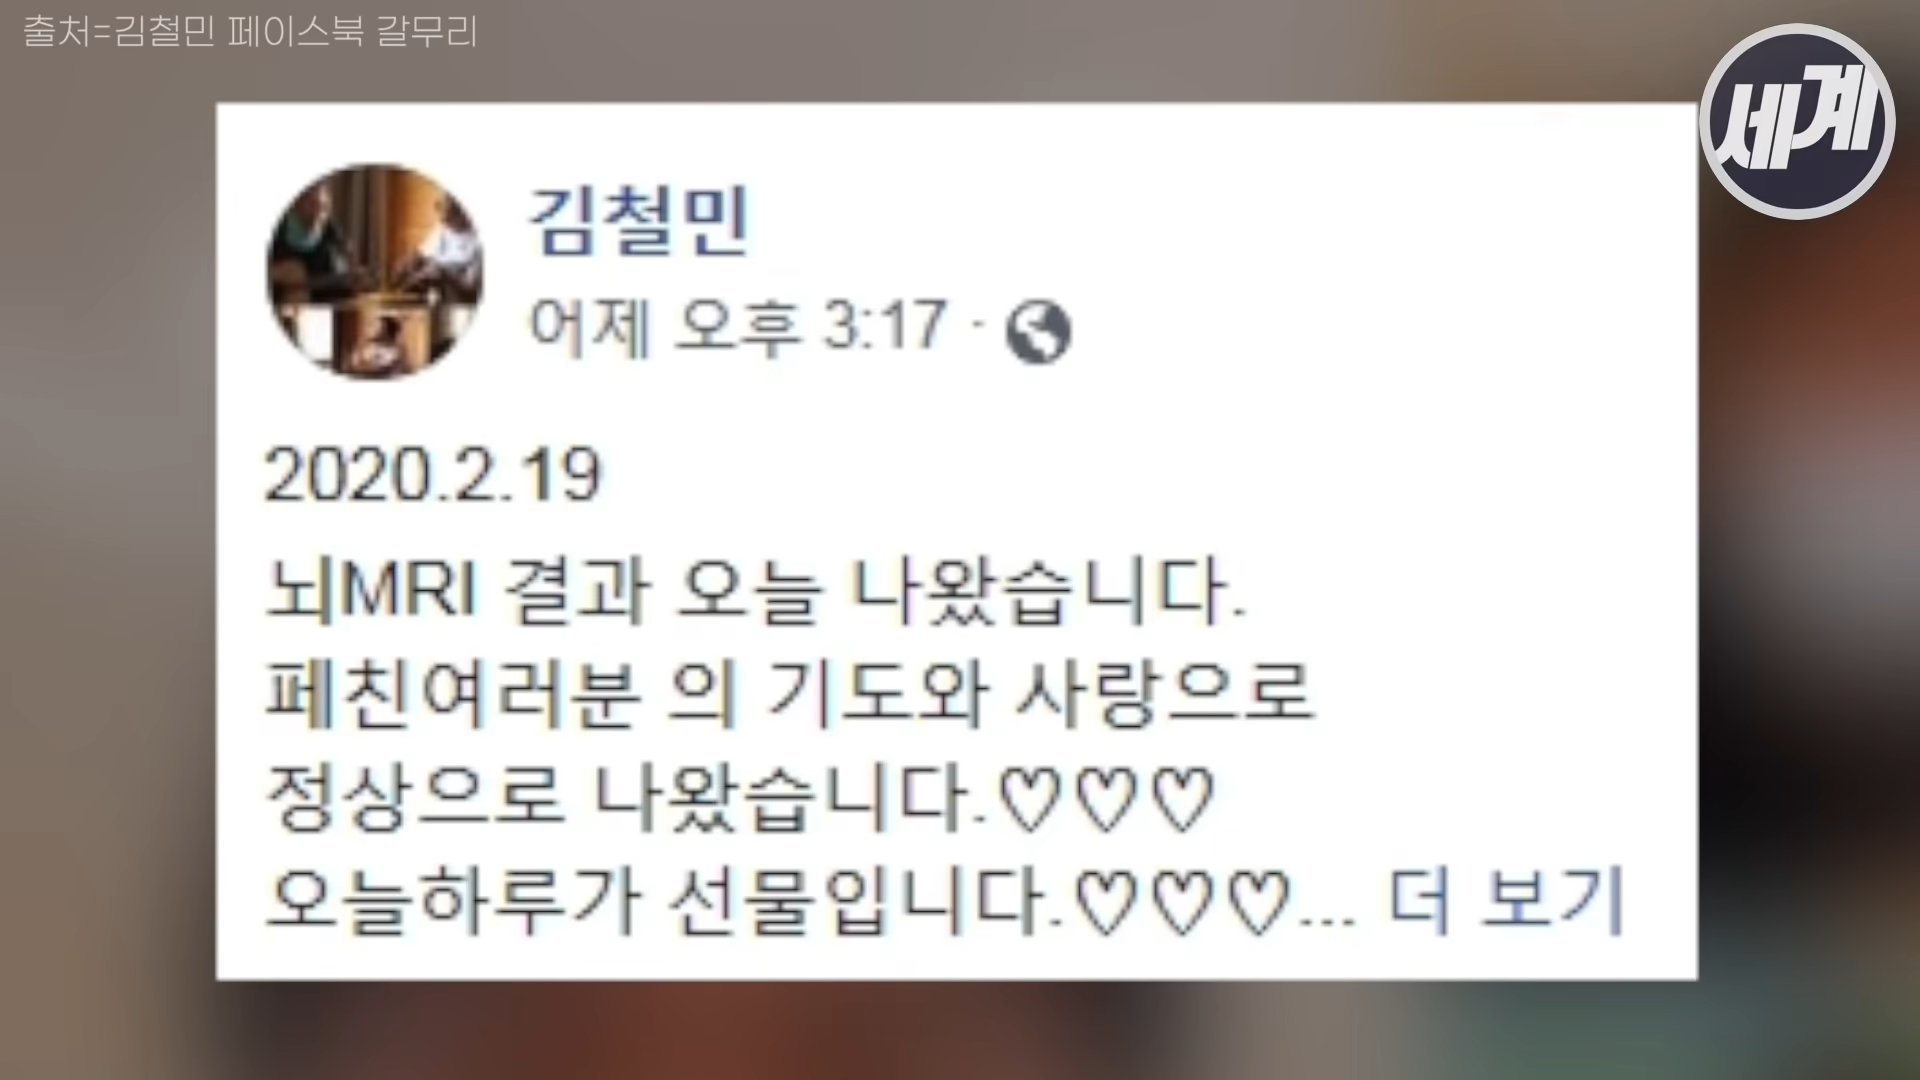 출처=김철민 페이스북 갈무리
세계
김철민
어제 오후 3:17 ·
2020.2.19
뇌MRI 결과 오늘 나왔습니다.
페친여러분 의 기도와 사랑으로
정상으로 나왔습니다.♡♡♡
오늘하루가 선물입니다.♡♡♡... 더 보기